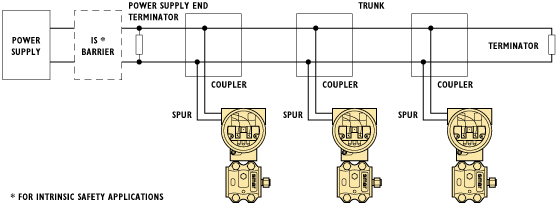 POWER SUPPLY END
TERMINATOR
TRUNK
POWER
SUPPLY
IS *
BARRIER
TERMINATOR
COUPLER
COUPLER
COUPLER
SPUR
SPUR
SPUR
* FOR INTRINSIC SAFETY APPLICATIONS